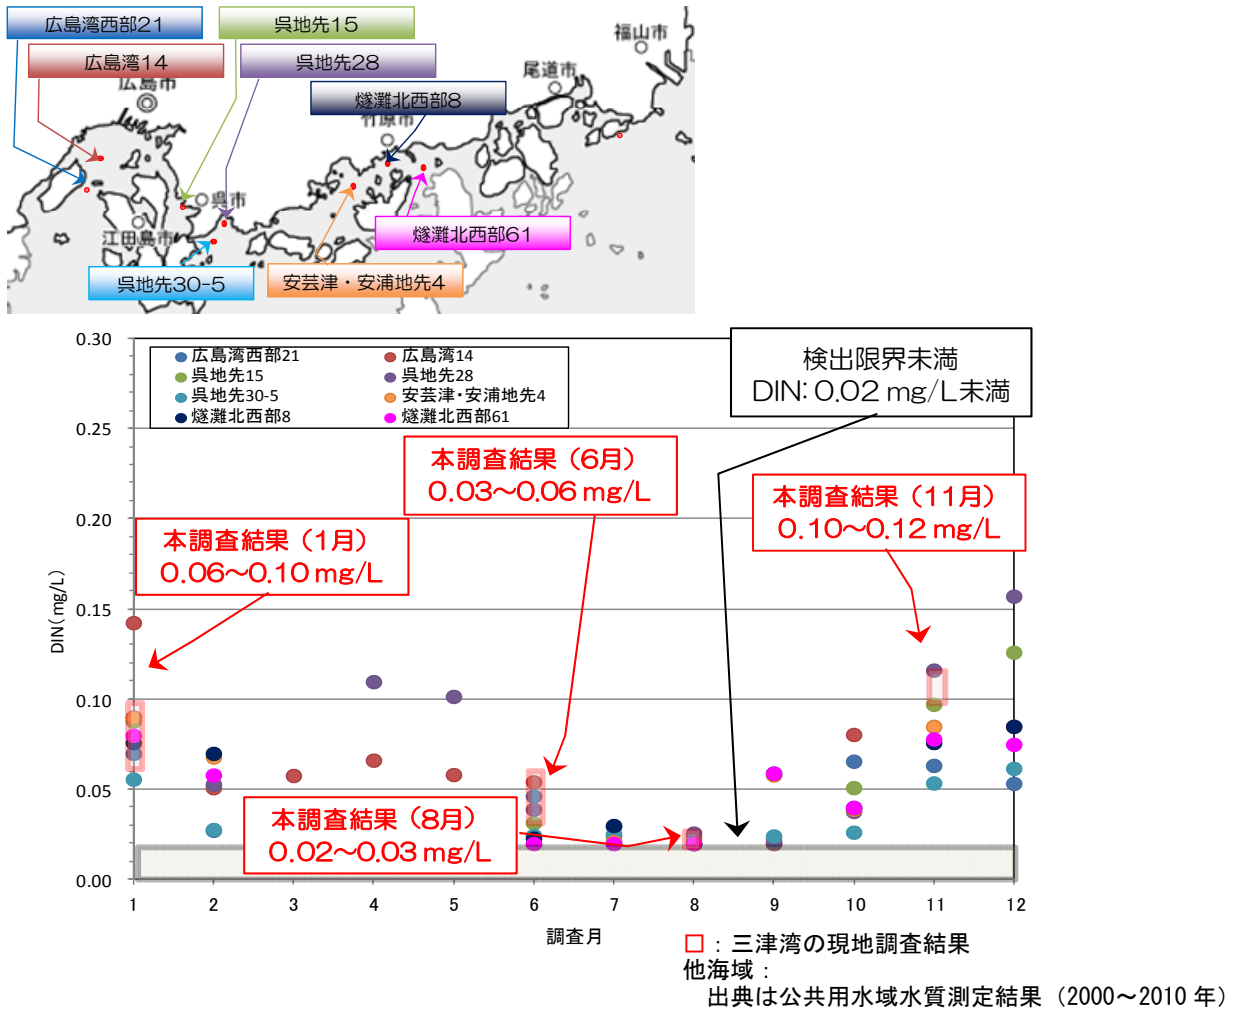 広島湾西部21
呉地先15
広島湾14
呉地先28
福山市
尾道市
広島市
燧灘北西部8
竹原市
呉市
江田島市
燧灘北西部61
呉地先30-5
安芸津・安浦地先4
0.30
0.25
0.20
0.15
0.10
0.05
0.00
DIN(mg/L)
広島湾西部21
広島湾14
呉地先15
呉地先28
呉地先30-5
安芸津・安浦地先4
燧灘北西部8
燧灘北西部61
検出限界未満
DIN: 0.02 mg/L未満
本調査結果（6月）
0.03～0.06 mg/L
本調査結果（11月）
0.10～0.12 mg/L
本調査結果（1月）
0.06～0.10 mg/L
本調査結果（8月）
0.02～0.03 mg/L
1 2 3 4 5 6 7 8 9 10 11 12
調査月
□：三津湾の現地調査結果
他海域：
出典は公共用水域水質測定結果（2000～2010 年）